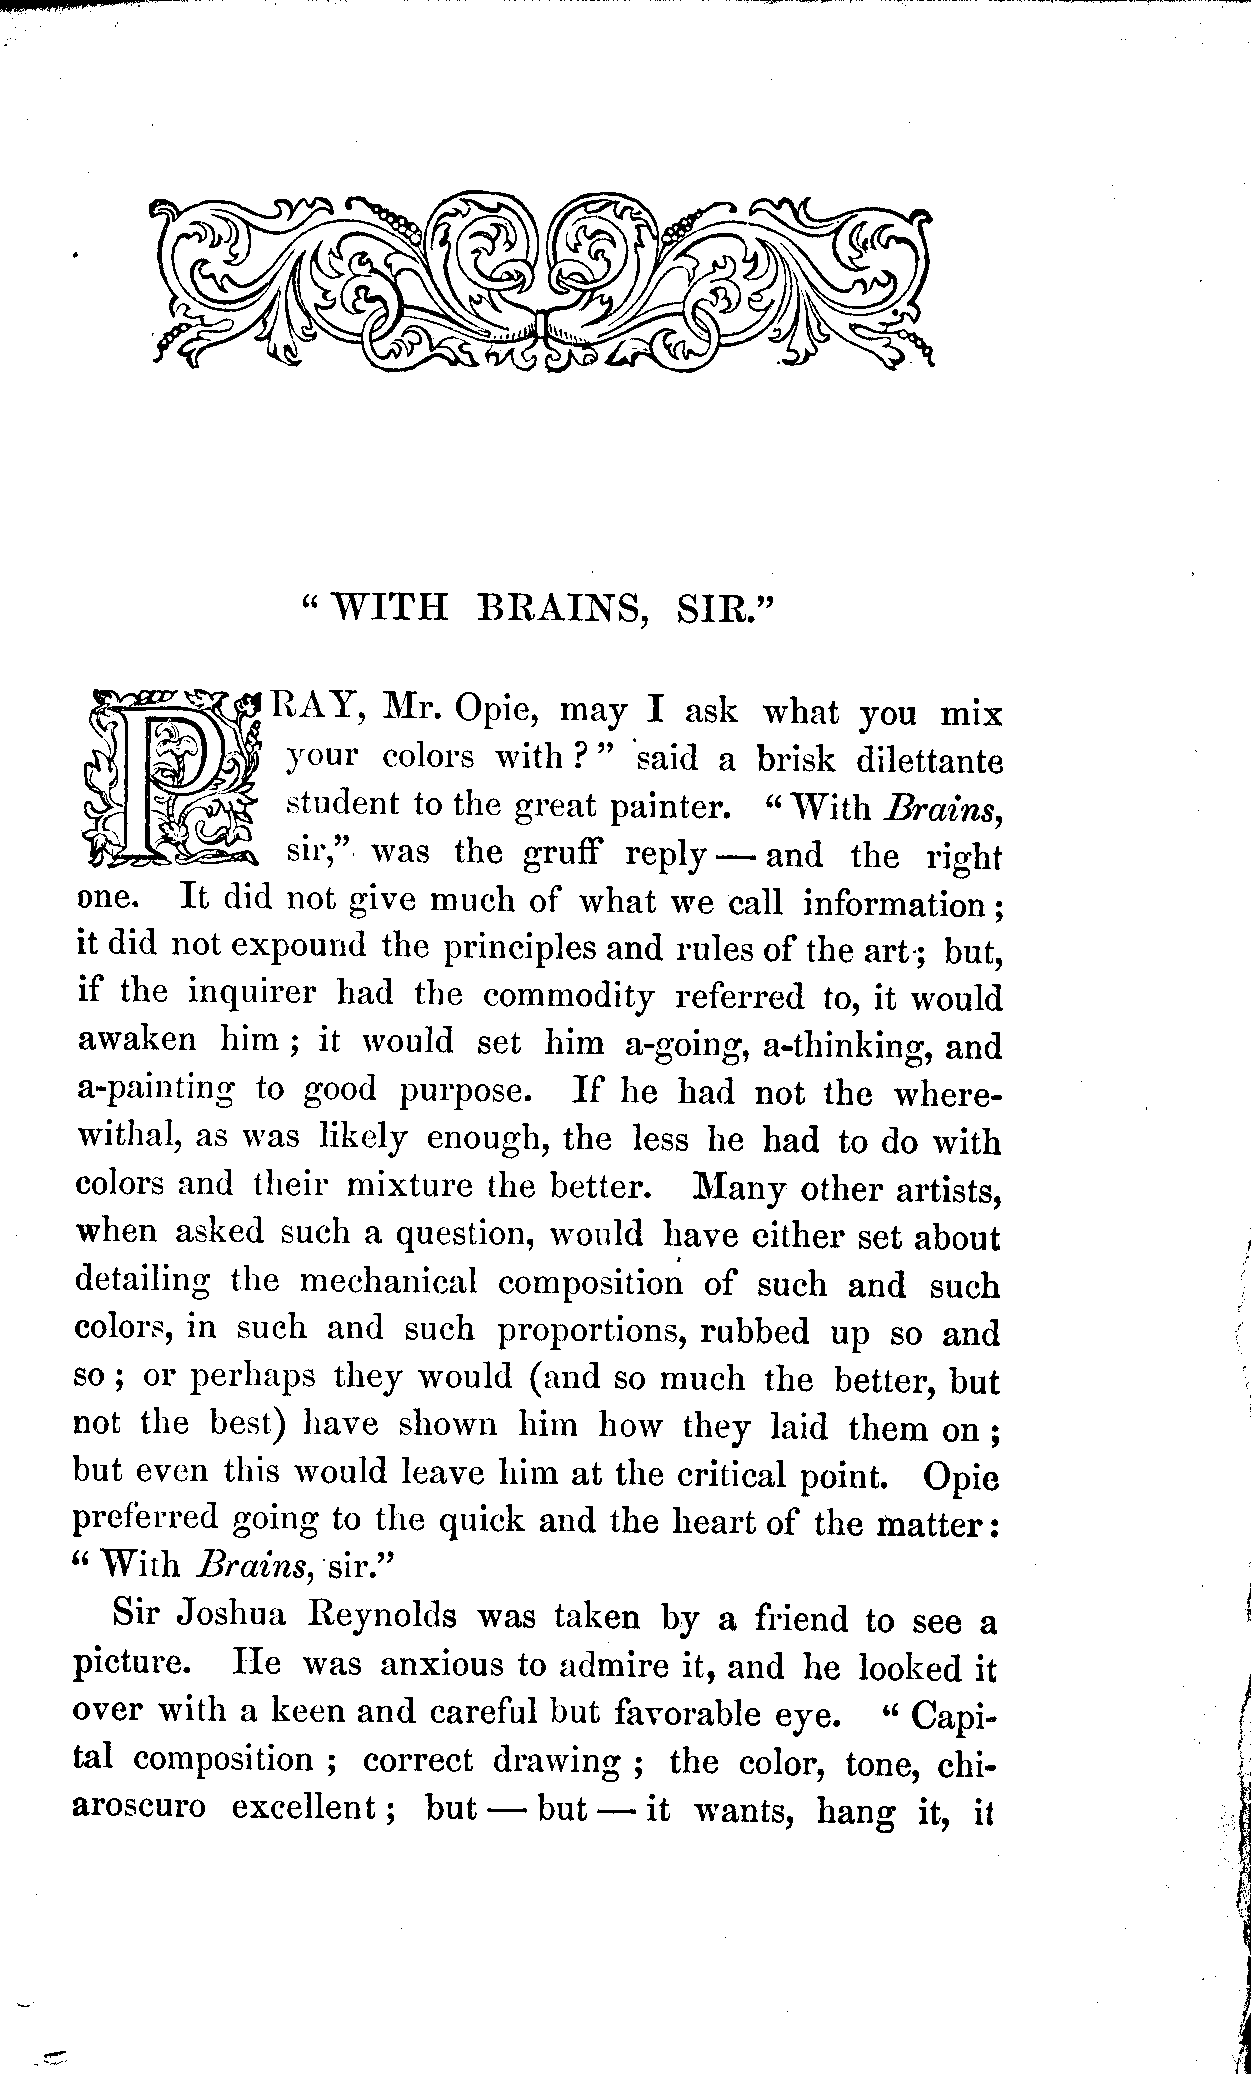 “ WITH BRAINS, SIR.”
PRAY, Mr. Opie, may I ask what you mix
your colors with ? ” said a brisk dilettante
student to the great painter. “ With Brains,
sir,” was the gruff reply — and the right
one. It did not give much of what we call information ;
it did not expound the principles and rules of the art ; but,
if the inquirer had the commodity referred to, it would
awaken him ; it would set him a-going, a-thinking, and
a-painting to good purpose. If he had not the where-
withal, as was likely enough, the less he had to do with
colors and their mixture the better. Many other artists,
when asked such a question, would have either set about
detailing the mechanical composition of such and such
colors, in such and such proportions, rubbed up so and
so ; or perhaps they would (and so much the better, but
not the best) have shown him how they laid them on ;
but even this would leave him at the critical point. Opie
preferred going to the quick and the heart of the matter :
“ With Brains, sir.”
Sir Joshua Reynolds was taken by a friend to see a
picture. He was anxious to admire it, and he looked it
over with a keen and careful but favorable eye. “ Capi-
tal composition ; correct drawing ; the color, tone, chi-
aroscuro excellent ; but — but — it wants, hang it, it